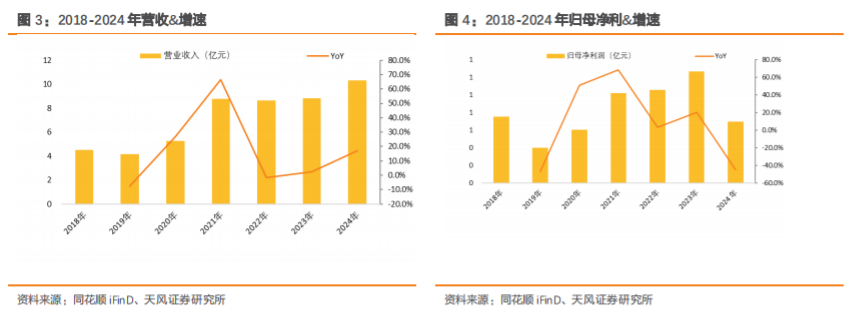 图 3：2018-2024 年营收&增速
营业收入（亿元）
YoY
12
10
8
6
4
2
0
80.0%
70.0%
60.0%
50.0%
40.0%
30.0%
20.0%
10.0%
0.0%
-10.0%
-20.0%
2018年
2019年
2020年
2021年
2022年
2023年
2024年
资料来源：同花顺 iFinD、天风证券研究所
图 4：2018-2024 年归母净利&增速
归母净利润（亿元）
YoY
1
1
1
1
1
0
0
0
80.0%
60.0%
40.0%
20.0%
0.0%
-20.0%
-40.0%
-60.0%
2018年
2019年
2020年
2021年
2022年
2023年
2024年
资料来源：同花顺 iFinD、天风证券研究所